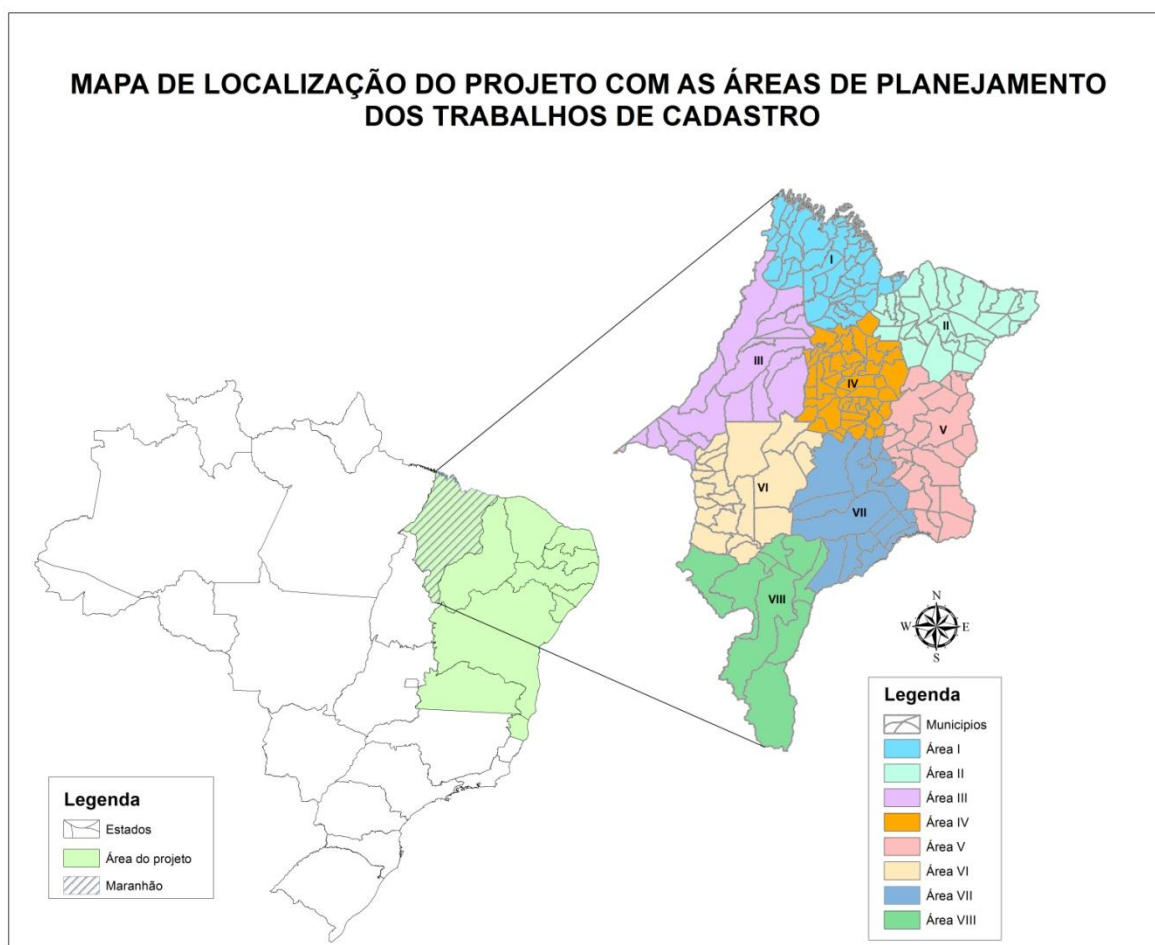 MAPA DE LOCALIZAÇÃO DO PROJETO COM AS ÁREAS DE PLANEJAMENTO
DOS TRABALHOS DE CADASTRO
I
II
III
IV
V
VI
VII
VIII
N
W
E
S
Legenda
Estados
Área do projeto
Maranhão
Legenda
Municipios
Área I
Área II
Área III
Área IV
Área V
Área VI
Área VII
Área VIII